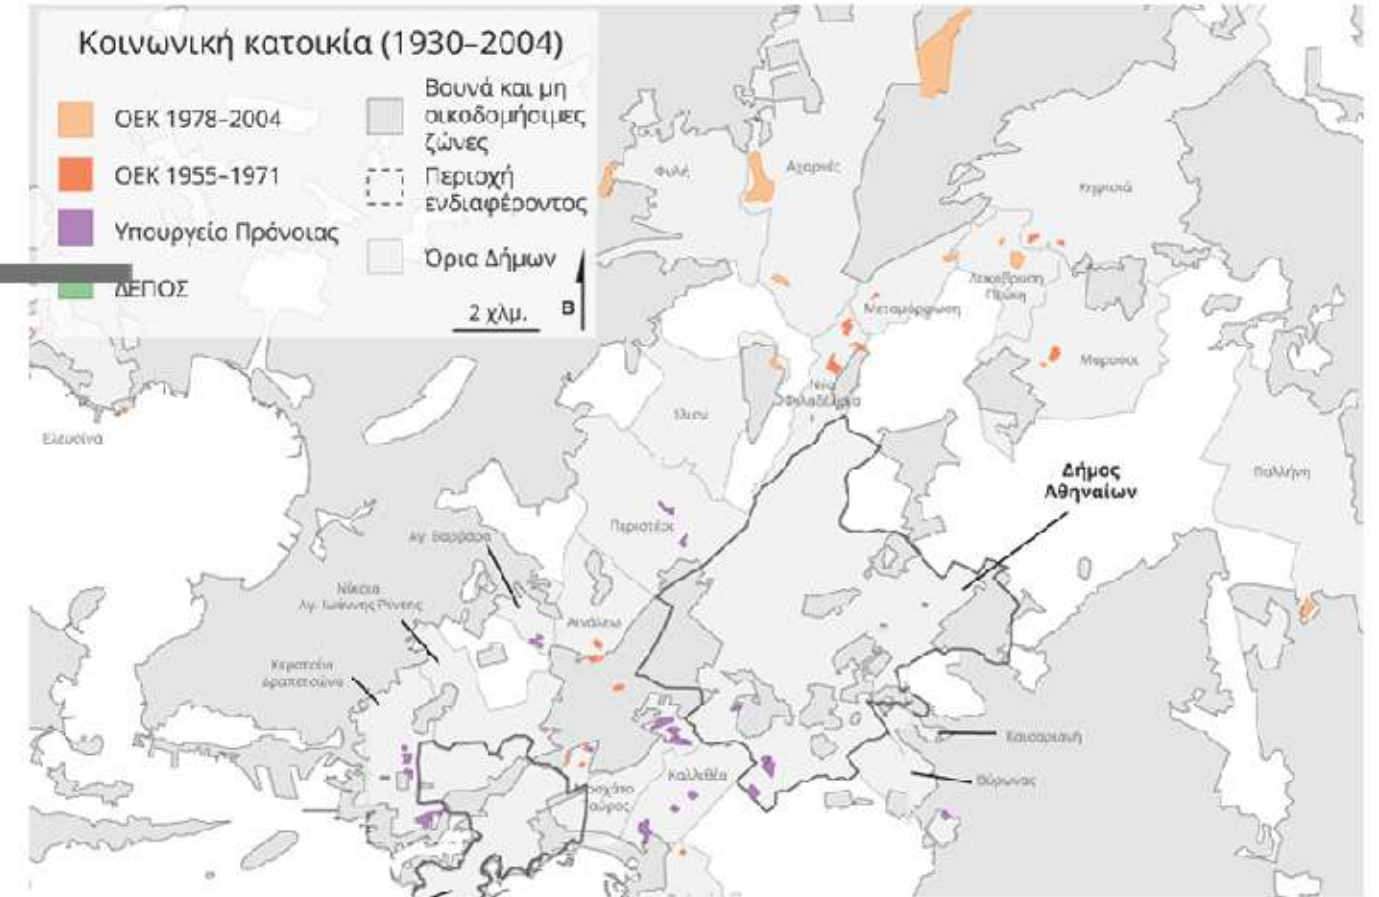 Κοινωνική κατοικία (1930–2004)
ΟΕΚ 1978–2004
ΟΕΚ 1955–1971
Υπουργείο Πρόνοιας
ΔΕΠΟΣ
Βουνά και μη
οικοδομήσιμες
ζώνες
Περιοχή
ενδιαφέροντος
Όρια Δήμων
2 χλμ.
Β
Φυλή
Αχαρνές
Κηφισιά
Λυκόβρυση
Πεύκη
Μεταμόρφωση
Μαρούσι
Νέα
Φιλαδέλφεια
Ίλιον
Ελευσίνα
Δήμος
Αθηναίων
Παλλήνη
Περιστέρι
Αγ. Βαρβάρα
Νίκαια
Αγ. Ιωάννης Ρέντης
Αιγάλεω
Κερατσίνι
Δραπετσώνα
Καισαριανή
Καλλιθέα
Βύρωνας
Μοσχάτο
Ταύρος